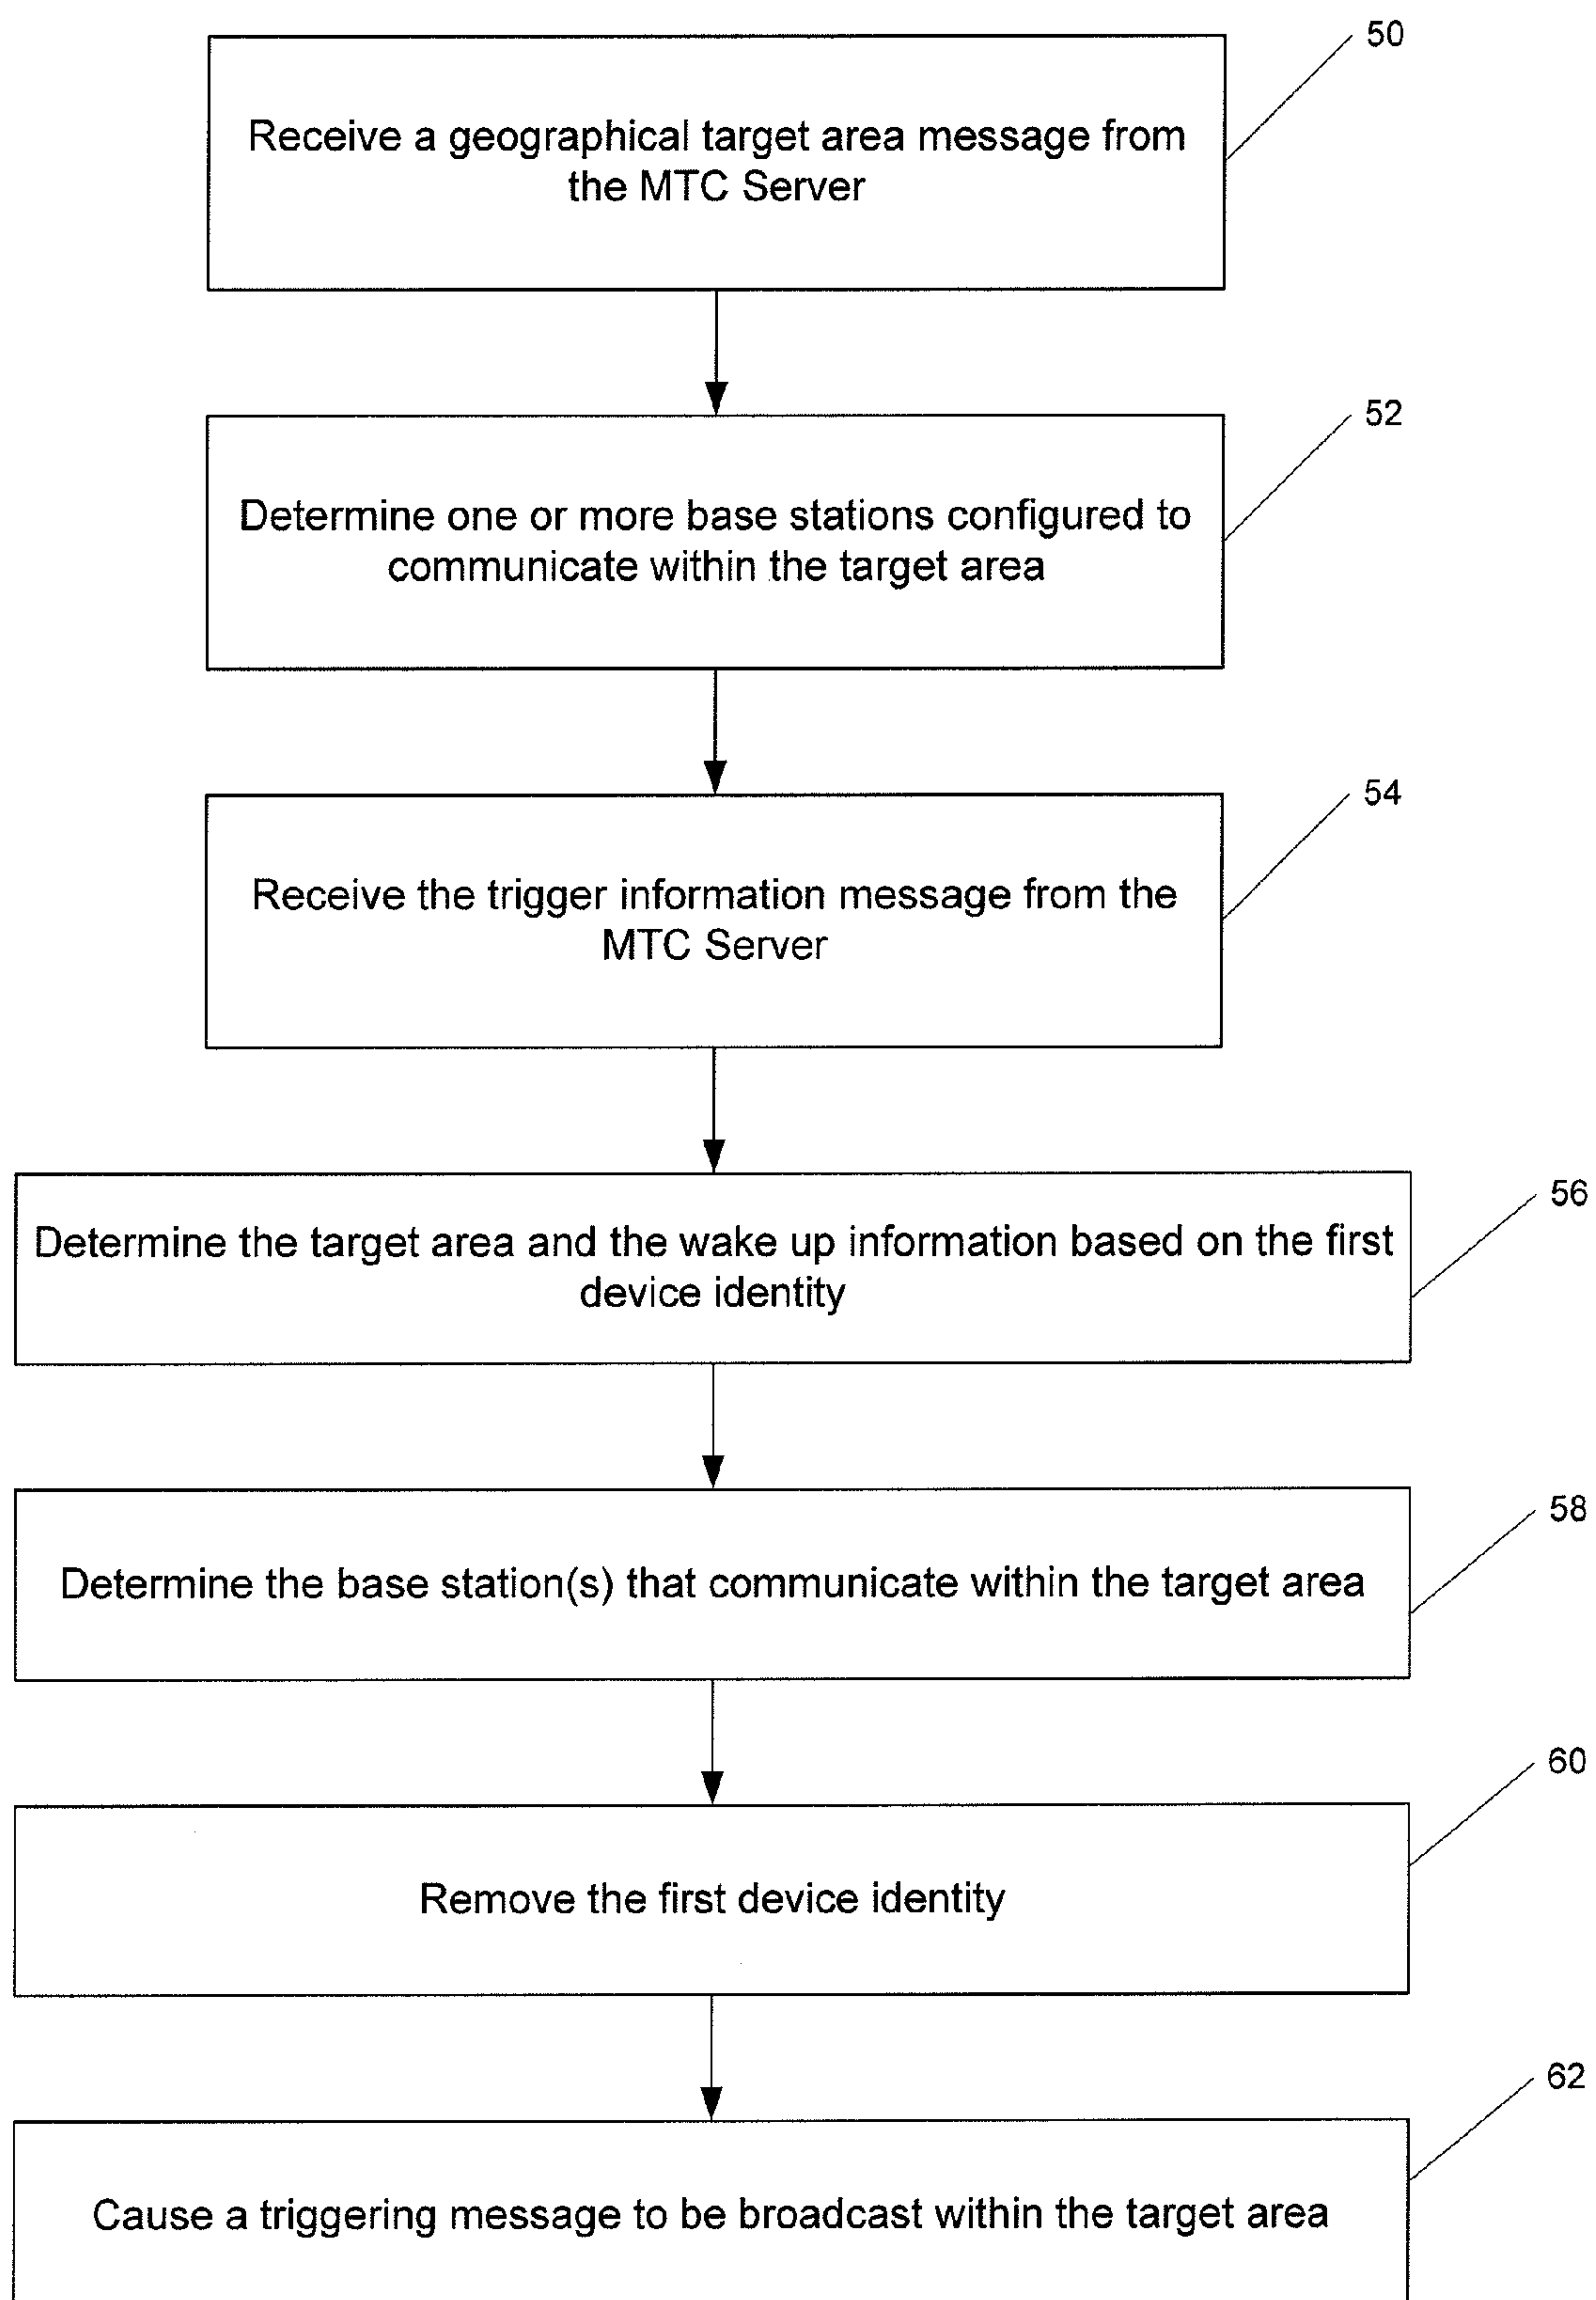 50
Receive a geographical target area message from
the MTC Server
52
Determine one or more base stations configured to
communicate within the target area
54
Receive the trigger information message from the
MTC Server
56
Determine the target area and the wake up information based on the first
device identity
58
Determine the base station(s) that communicate within the target area
60
Remove the first device identity
62
Cause a triggering message to be broadcast within the target area